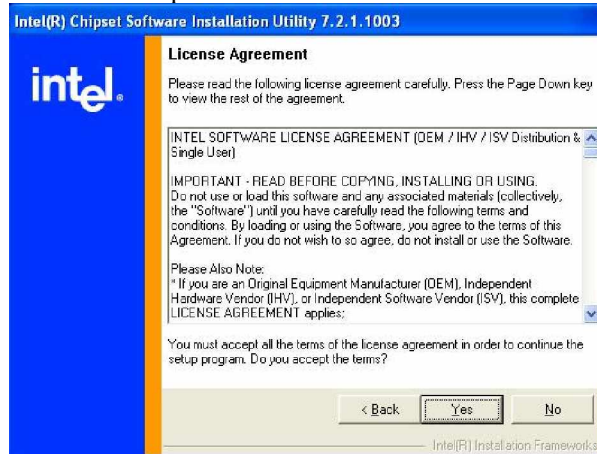 Intel(R) Chipset Software Installation Utility 7.2.1.1003
intel®
License Agreement
Please read the following license agreement carefully. Press the Page Down key
to view the rest of the agreement.
INTEL SOFTWARE LICENSE AGREEMENT (OEM / IHV / ISV Distribution &
Single User)
IMPORTANT - READ BEFORE COPYING, INSTALLING OR USING.
Do not use or load this software and any associated materials (collectively,
the "Software") until you have carefully read the following terms and
conditions. By loading or using the Software, you agree to the terms of this
Agreement. If you do not wish to so agree, do not install or use the Software.
Please Also Note:
* If you are an Original Equipment Manufacturer (OEM), Independent
Hardware Vendor (IHV), or Independent Software Vendor (ISV), this complete
LICENSE AGREEMENT applies;
You must accept all the terms of the license agreement in order to continue the
setup program. Do you accept the terms?
< Back Yes No
Intel(R) Installation Frameworks